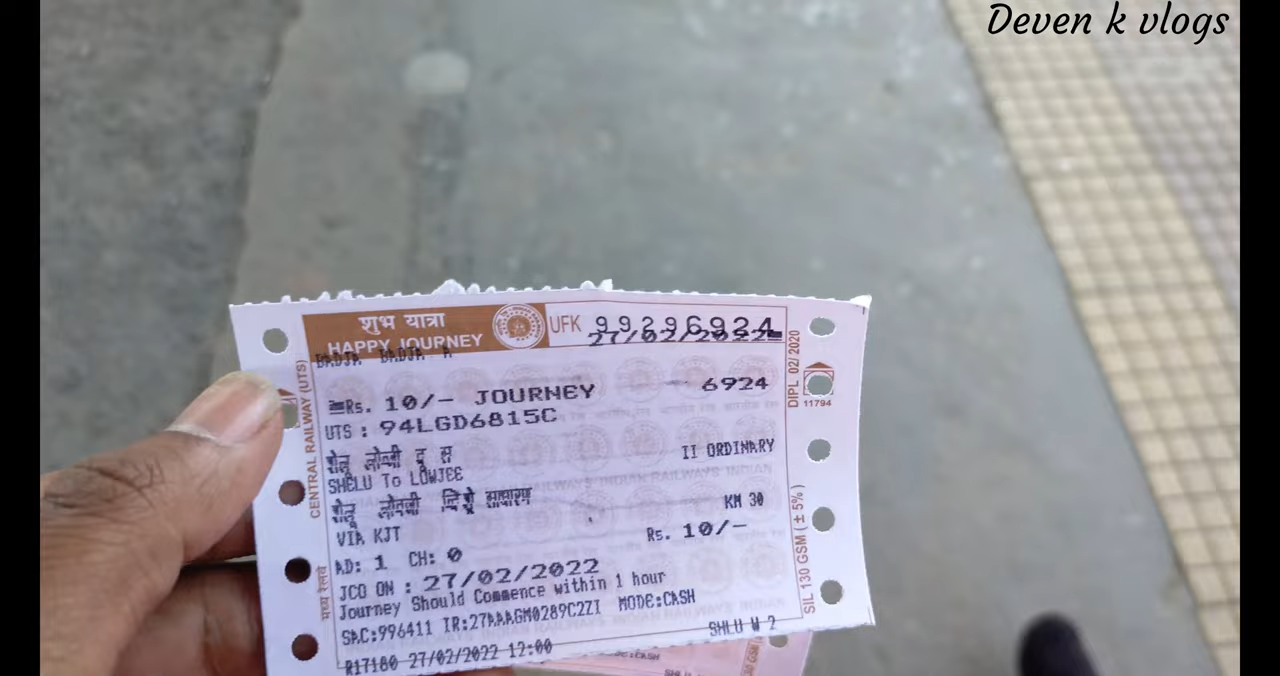 Deven k vlogs
शुभ यात्रा
HAPPY JOURNEY
UFK 99296924
27/02/2022
Rs. 10/- JOURNEY 6924
UTS : 94LGD6815C
II ORDINARY
SHELU To LOWJEE
KM 30
VIA KJT
Rs. 10/-
AD: 1 CH: 0
JCO ON : 27/02/2022
Journey Should Commence within 1 hour
SAC:996411 IR:27AAAGM0289C2ZI MODE:CASH
SHLU W 2
R17180 27/02/2022 12:00
CENTRAL RAILWAY (UTS)
मध्य रेलवे
DIPL 02/2020
11794
SIL 130 GSM ( ± 5% )